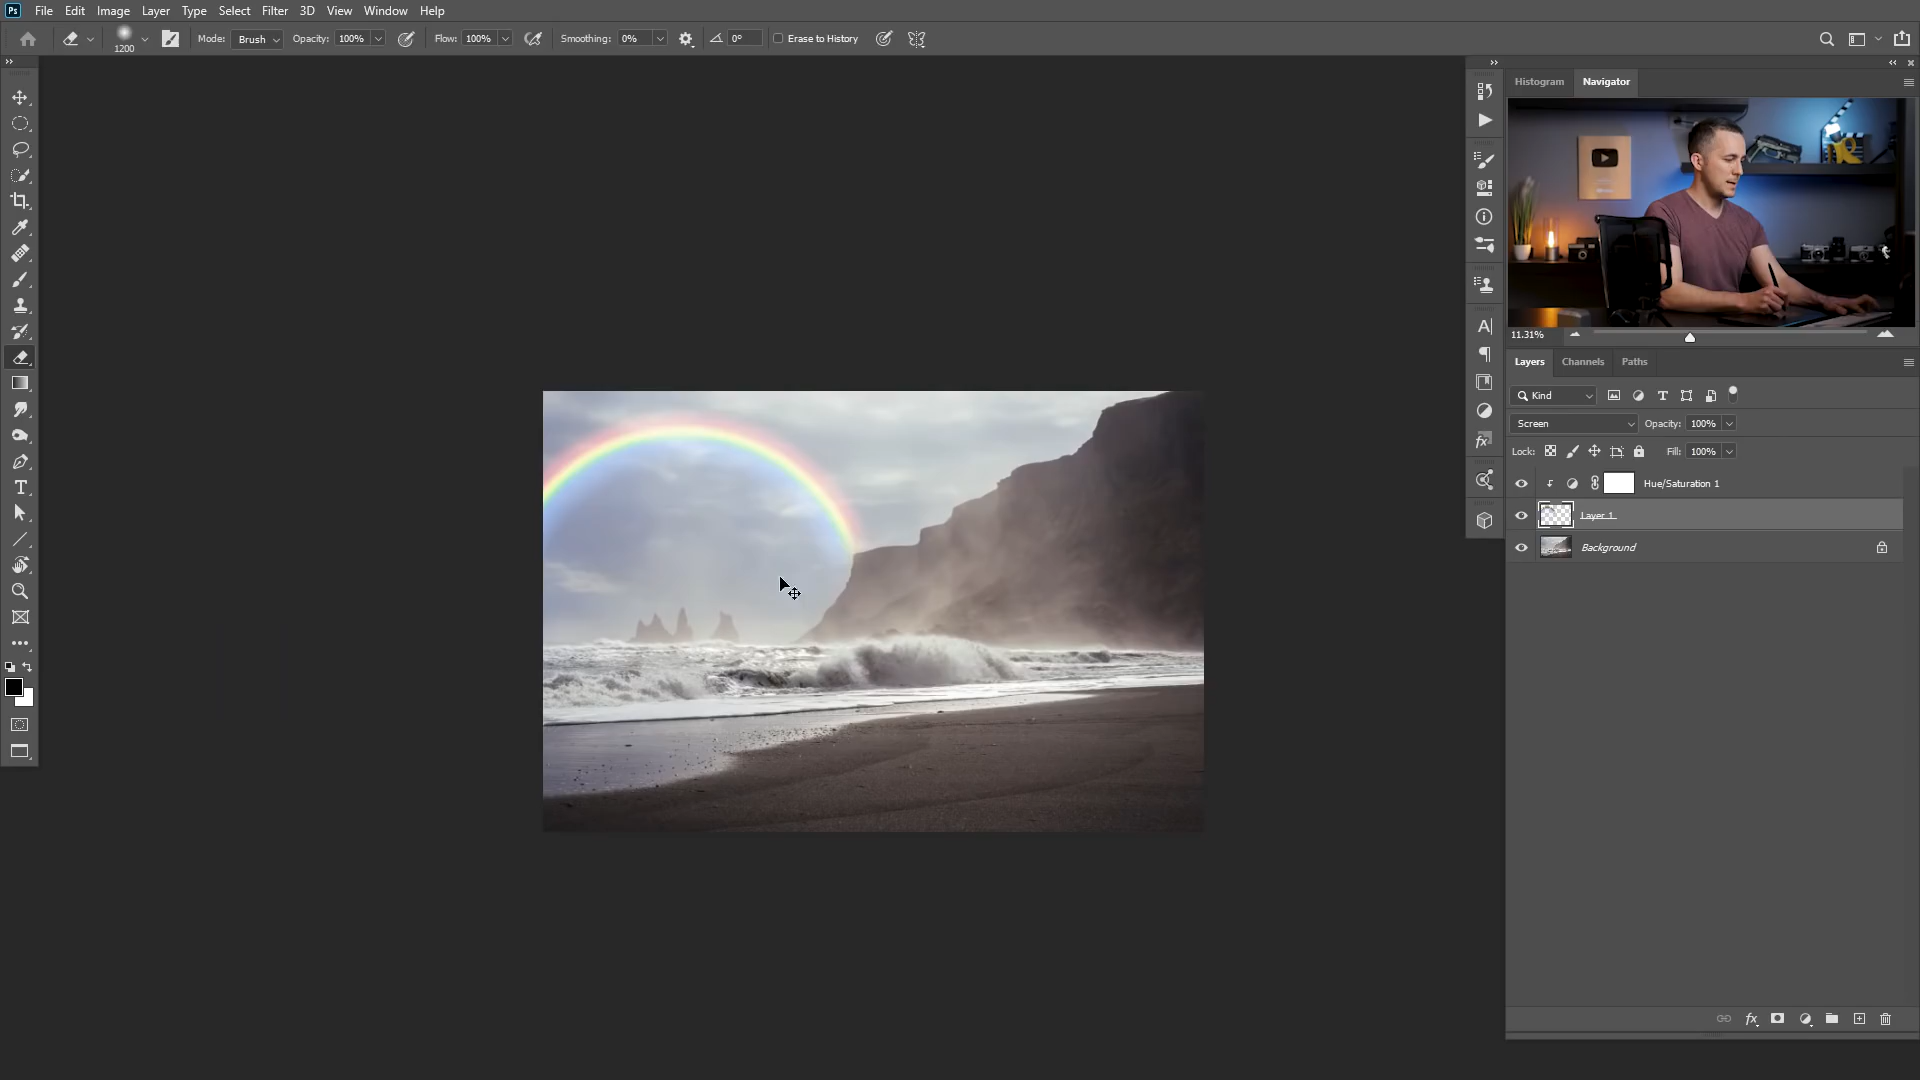 Ps File Edit Image Layer Type Select Filter 3D View Window Help
1200 Mode: Brush Opacity: 100% Flow: 100% Smoothing: 0% 0° Erase to History
Histogram Navigator
11.31%
Layers Channels Paths
Kind
Screen Opacity: 100%
Lock: Fill: 100%
Hue/Saturation 1
Layer 1
Background